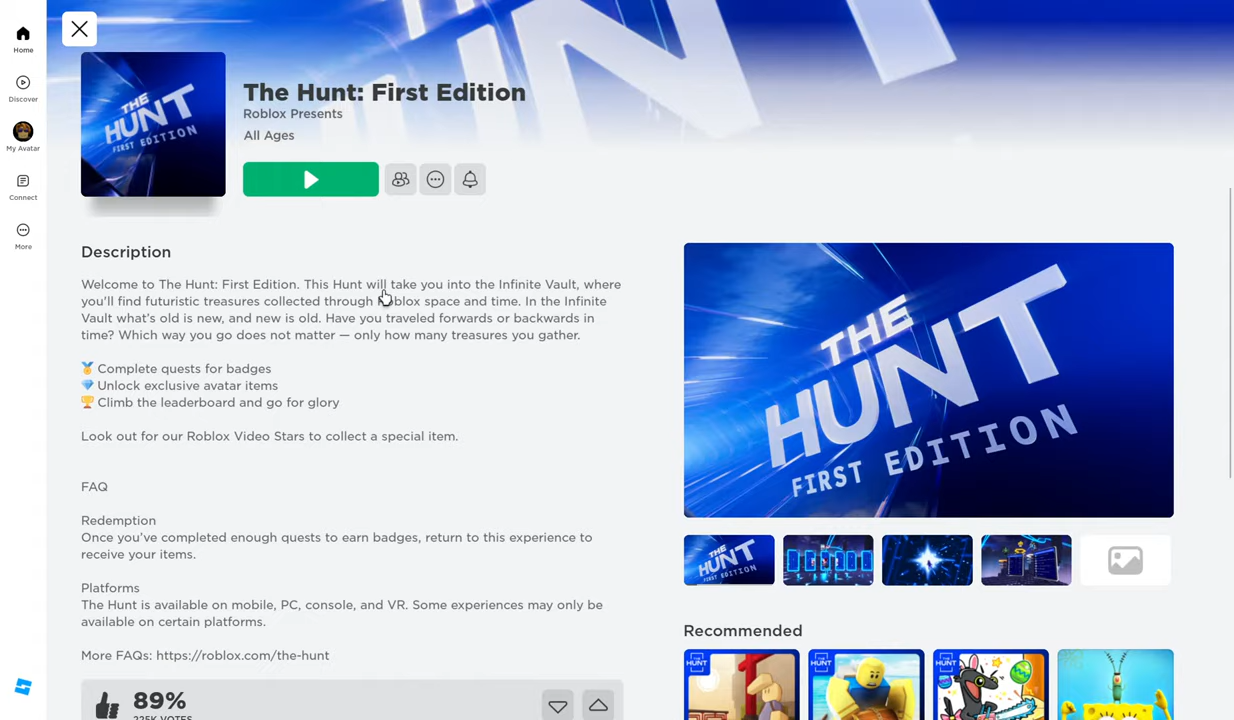 Home
Discover
My Avatar
Connect
More
THE
HUNT
FIRST EDITION
The Hunt: First Edition
Roblox Presents
All Ages
Description
Welcome to The Hunt: First Edition. This Hunt will take you into the Infinite Vault, where
you'll find futuristic treasures collected through Roblox space and time. In the Infinite
Vault what's old is new, and new is old. Have you traveled forwards or backwards in
time? Which way you go does not matter — only how many treasures you gather.
🏅 Complete quests for badges
💎 Unlock exclusive avatar items
🏆 Climb the leaderboard and go for glory
Look out for our Roblox Video Stars to collect a special item.
FAQ
Redemption
Once you've completed enough quests to earn badges, return to this experience to
receive your items.
Platforms
The Hunt is available on mobile, PC, console, and VR. Some experiences may only be
available on certain platforms.
More FAQs: https://roblox.com/the-hunt
89%
225K VOTES
THE
HUNT
FIRST EDITION
THE
HUNT
FIRST EDITION
Recommended
THE
HUNT
THE
HUNT
THE
HUNT